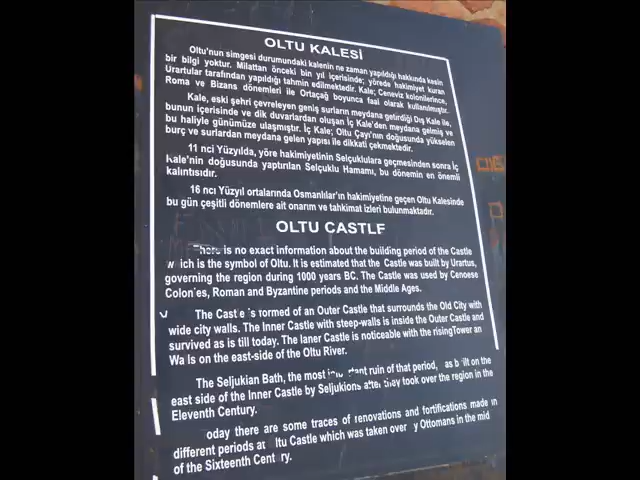 OLTU KALESİ
Oltu'nun simgesi durumundaki kalenin ne zaman yapıldığı hakkında kesin
bir bilgi yoktur. Milattan önceki bin yıl içerisinde; yörede hakimiyet kuran
Urartular tarafından yapıldığı tahmin edilmektedir. Kale; Ceneviz kolonilerince,
Roma ve Bizans dönemleri ile Ortaçağ boyunca faal olarak kullanılmıştır.
Kale, eski şehri çevreleyen geniş surların meydana getirdiği Dış Kale ile,
bunun içerisinde ve dik duvarlardan oluşan İç Kale'den meydana gelmiş ve
bu haliyle günümüze ulaşmıştır. İç Kale; Oltu Çayı'nın doğusunda yükselen
burç ve surlardan meydana gelen yapısı ile dikkati çekmektedir.
11 nci Yüzyılda, yöre hakimiyetinin Selçuklulara geçmesinden sonra İç
Kale'nin doğusunda yaptırılan Selçuklu Hamamı, bu dönemin en önemli
kalıntısıdır.
16 ncı Yüzyıl ortalarında Osmanlılar'ın hakimiyetine geçen Oltu Kalesinde
bu gün çeşitli dönemlere ait onarım ve tahkimat izleri bulunmaktadır.
OLTU CASTLF
There is no exact information about the building period of the Castle
w ich is the symbol of Oltu. It is estimated that the Castle was built by Urartus,
governing the region during 1000 years BC. The Castle was used by Cenoese
Colon es, Roman and Byzantine periods and the Middle Ages.
The Cast e s formed of an Outer Castle that surrounds the Old City with
wide city walls. The Inner Castle with steep-walls is inside the Outer Castle and
survived as is till today. The Ianer Castle is noticeable with the risingTower an
Wa ls on the east-side of the Oltu River.
The Seljukian Bath, the most tant ruin of that period, as b ilt on the
east side of the Inner Castle by Seljukions after they took over the region in the
Eleventh Century.
oday there are some traces of renovations and fortifications made in
different periods at ltu Castle which was taken over y Ottomans in the mid
of the Sixteenth Cent ry.